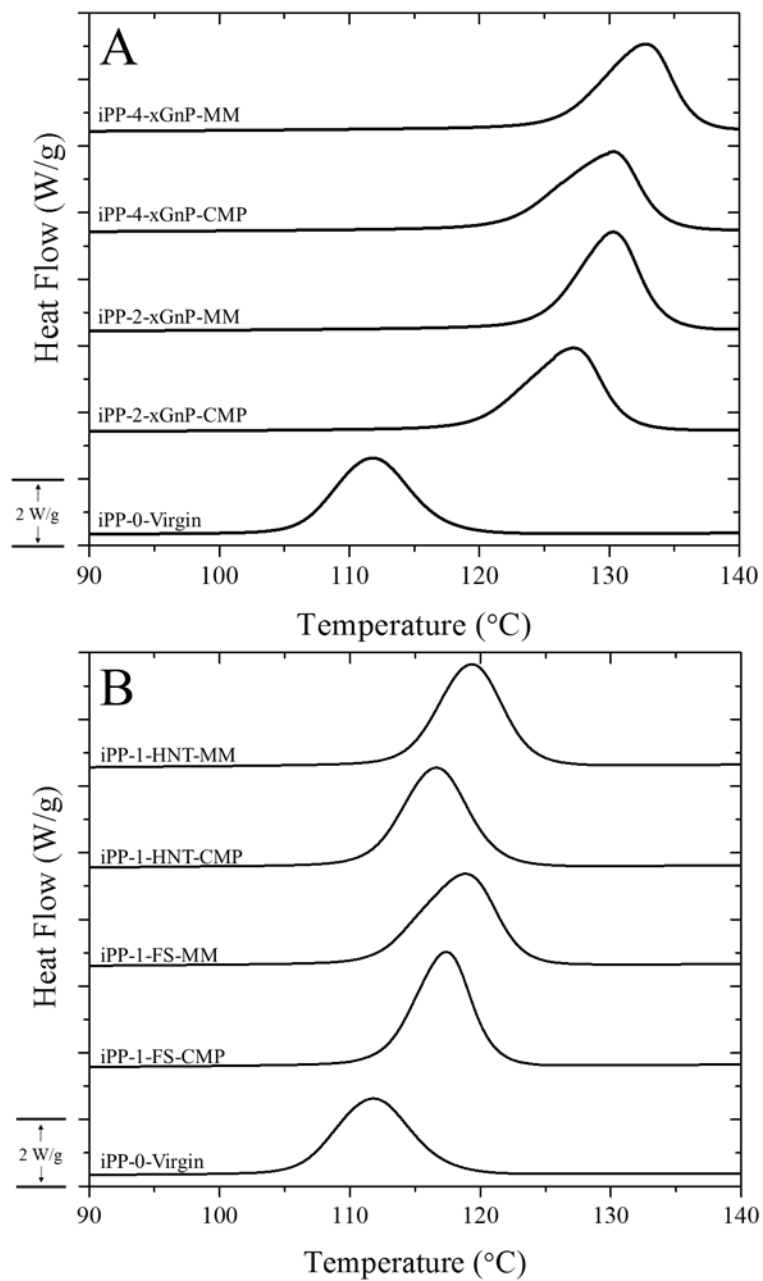 A
iPP-4-xGnP-MM
iPP-4-xGnP-CMP
iPP-2-xGnP-MM
iPP-2-xGnP-CMP
iPP-0-Virgin
Heat Flow (W/g)
2 W/g
90 100 110 120 130 140
Temperature (°C)
B
iPP-1-HNT-MM
iPP-1-HNT-CMP
iPP-1-FS-MM
iPP-1-FS-CMP
iPP-0-Virgin
Heat Flow (W/g)
2 W/g
90 100 110 120 130 140
Temperature (°C)